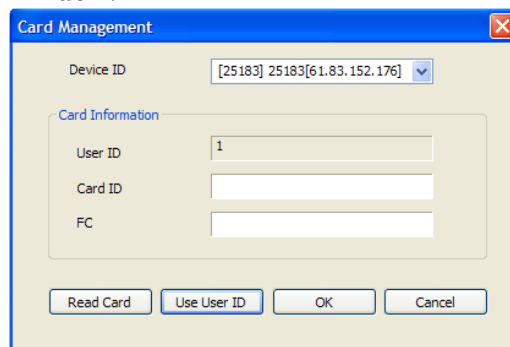 Card Management
Device ID [25183] 25183[61.83.152.176]
Card Information
User ID 1
Card ID
FC
Read Card Use User ID OK Cancel